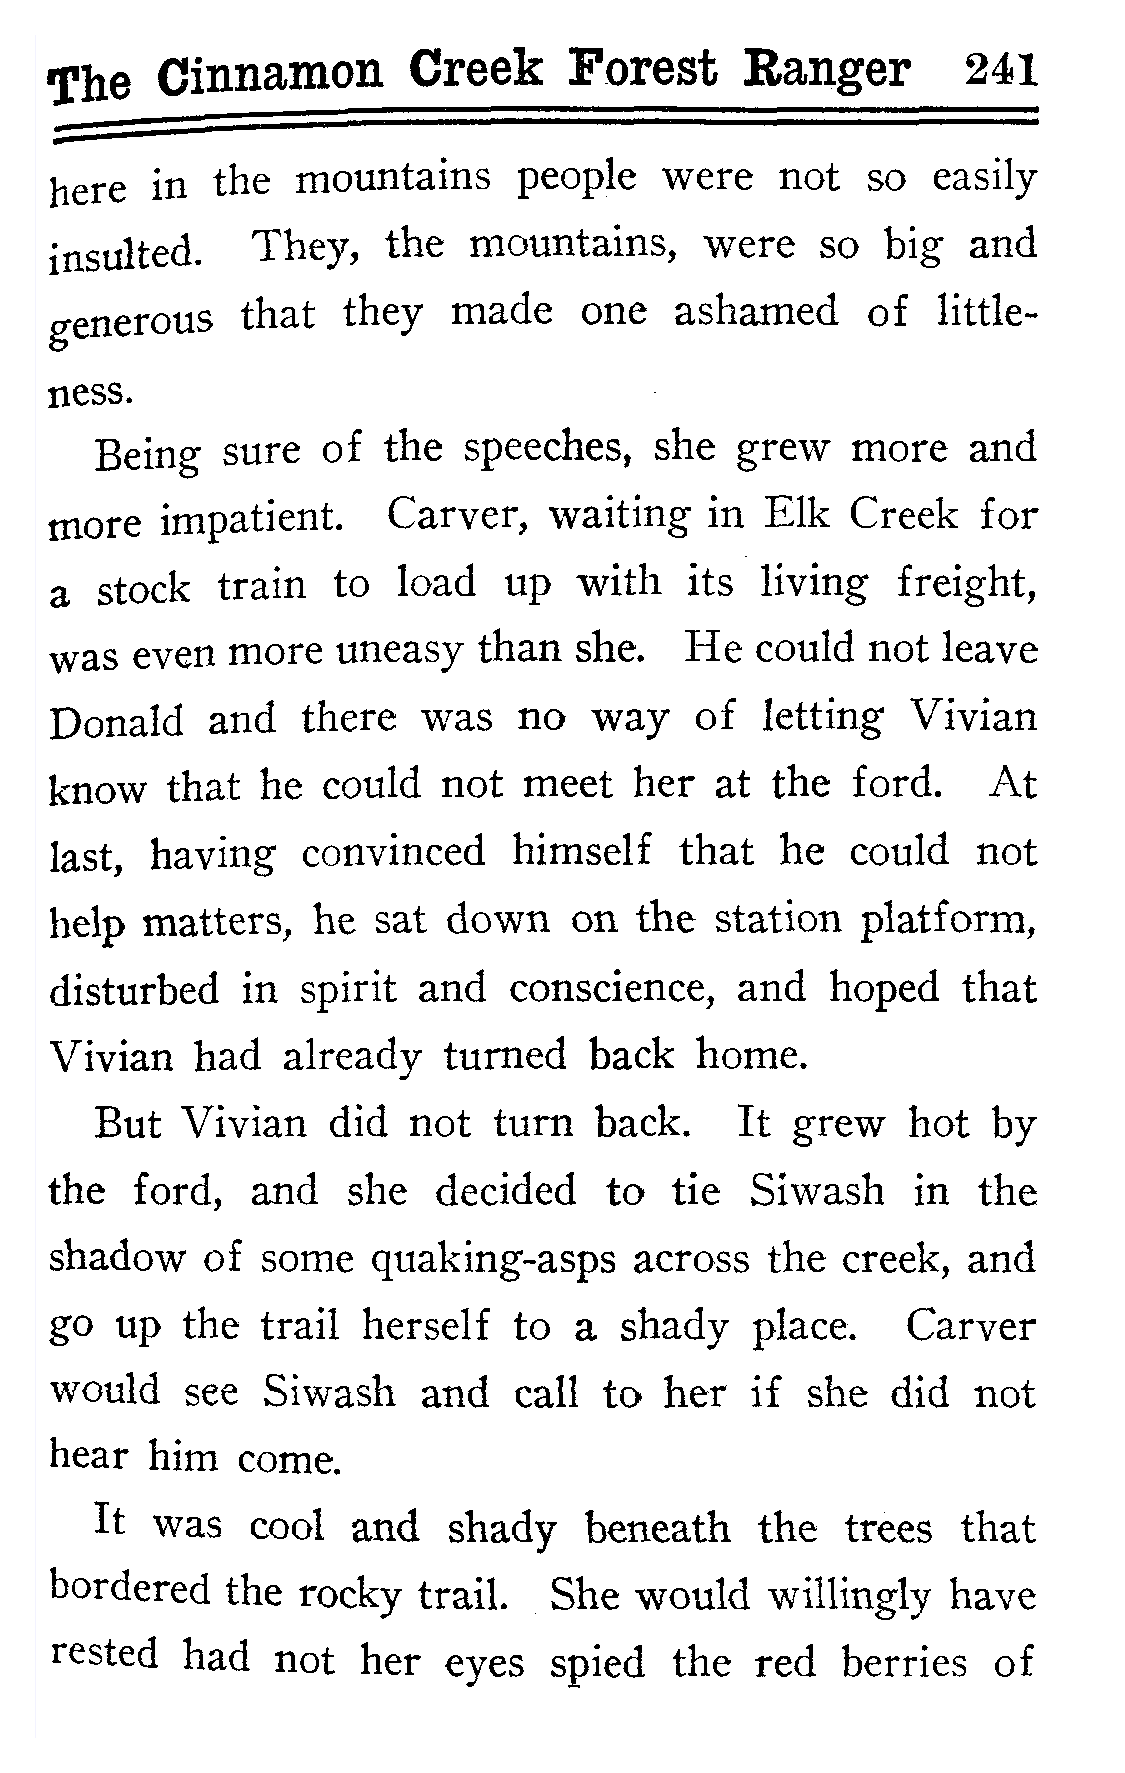 The Cinnamon Creek Forest Ranger 241
here in the mountains people were not so easily
insulted. They, the mountains, were so big and
generous that they made one ashamed of little-
ness.
Being sure of the speeches, she grew more and
more impatient. Carver, waiting in Elk Creek for
a stock train to load up with its living freight,
was even more uneasy than she. He could not leave
Donald and there was no way of letting Vivian
know that he could not meet her at the ford. At
last, having convinced himself that he could not
help matters, he sat down on the station platform,
disturbed in spirit and conscience, and hoped that
Vivian had already turned back home.
But Vivian did not turn back. It grew hot by
the ford, and she decided to tie Siwash in the
shadow of some quaking-asps across the creek, and
go up the trail herself to a shady place. Carver
would see Siwash and call to her if she did not
hear him come.
It was cool and shady beneath the trees that
bordered the rocky trail. She would willingly have
rested had not her eyes spied the red berries of